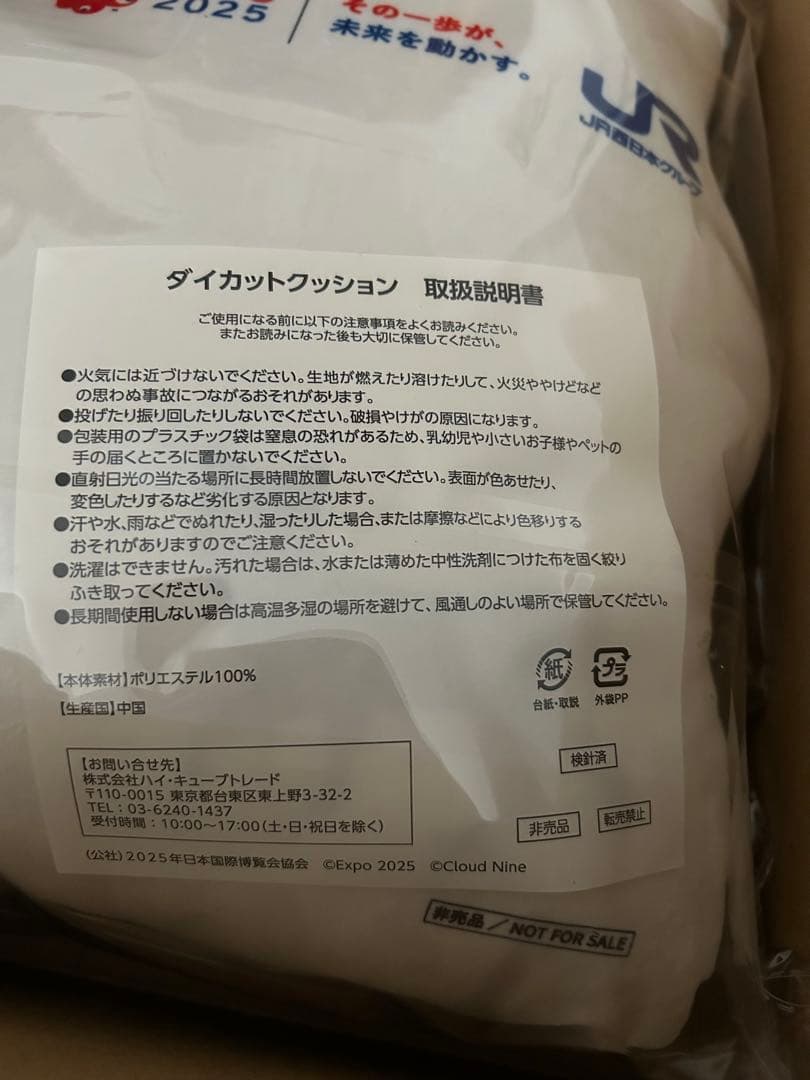 2025
その一歩が、
未来を動かす。
JR
JR西日本グループ
ダイカットクッション 取扱説明書
ご使用になる前に以下の注意事項をよくお読みください。
またお読みになった後も大切に保管してください。
●火気には近づけないでください。生地が燃えたり溶けたりして、火災ややけどなど
の思わぬ事故につながるおそれがあります。
●投げたり振り回したりしないでください。破損やけがの原因になります。
●包装用のプラスチック袋は窒息の恐れがあるため、乳幼児や小さいお子様やペットの
手の届くところに置かないでください。
●直射日光の当たる場所に長時間放置しないでください。表面が色あせたり、
変色したりするなど劣化する原因となります。
●汗や水、雨などでぬれたり、湿ったりした場合、または摩擦などにより色移りする
おそれがありますのでご注意ください。
●洗濯はできません。汚れた場合は、水または薄めた中性洗剤につけた布を固く絞り
ふき取ってください。
●長期間使用しない場合は高温多湿の場所を避けて、風通しのよい場所で保管してください。
【本体素材】ポリエステル100%
【生産国】中国
紙 プラ
台紙・取説 外袋PP
【お問い合せ先】
株式会社ハイ・キューブトレード
〒110-0015 東京都台東区東上野3-32-2
TEL：03-6240-1437
受付時間：10:00〜17:00（土・日・祝日を除く）
検針済
非売品 転売禁止
（公社）2025年日本国際博覧会協会 ©Expo 2025 ©Cloud Nine
非売品／NOT FOR SALE